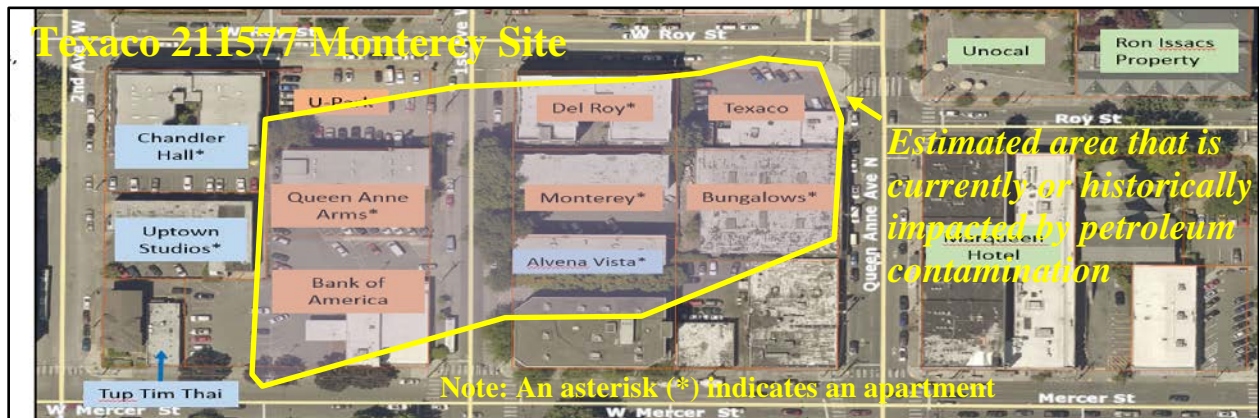 Texaco 211577 Monterey Site
2nd Ave W
W Roy St
1st Ave W
W Roy St
Unocal
Ron Issacs
Property
U-Park
Chandler
Hall*
Del Roy*
Texaco
Roy St
Estimated area that is
currently or historically
impacted by petroleum
contamination
Queen Anne
Arms*
Monterey*
Bungalows*
Uptown
Studios*
Alvena Vista*
Queen Anne Ave N
Marqueen
Hotel
Bank of
America
Tup Tim Thai
Note: An asterisk (*) indicates an apartment
W Mercer St
W Mercer St